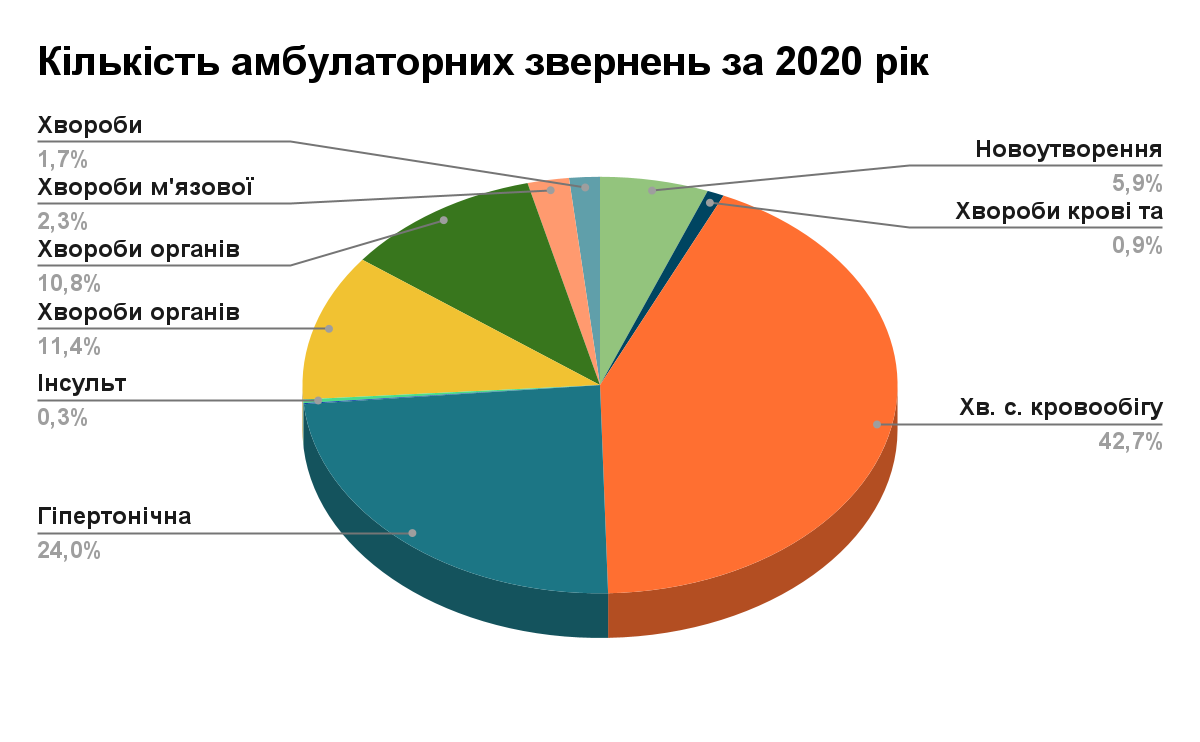 Кількість амбулаторних звернень за 2020 рік
Хвороби
1,7%
Хвороби м'язової
2,3%
Хвороби органів
10,8%
Хвороби органів
11,4%
Інсульт
0,3%
Гіпертонічна
24,0%
Новоутворення
5,9%
Хвороби крові та
0,9%
Хв. с. кровообігу
42,7%